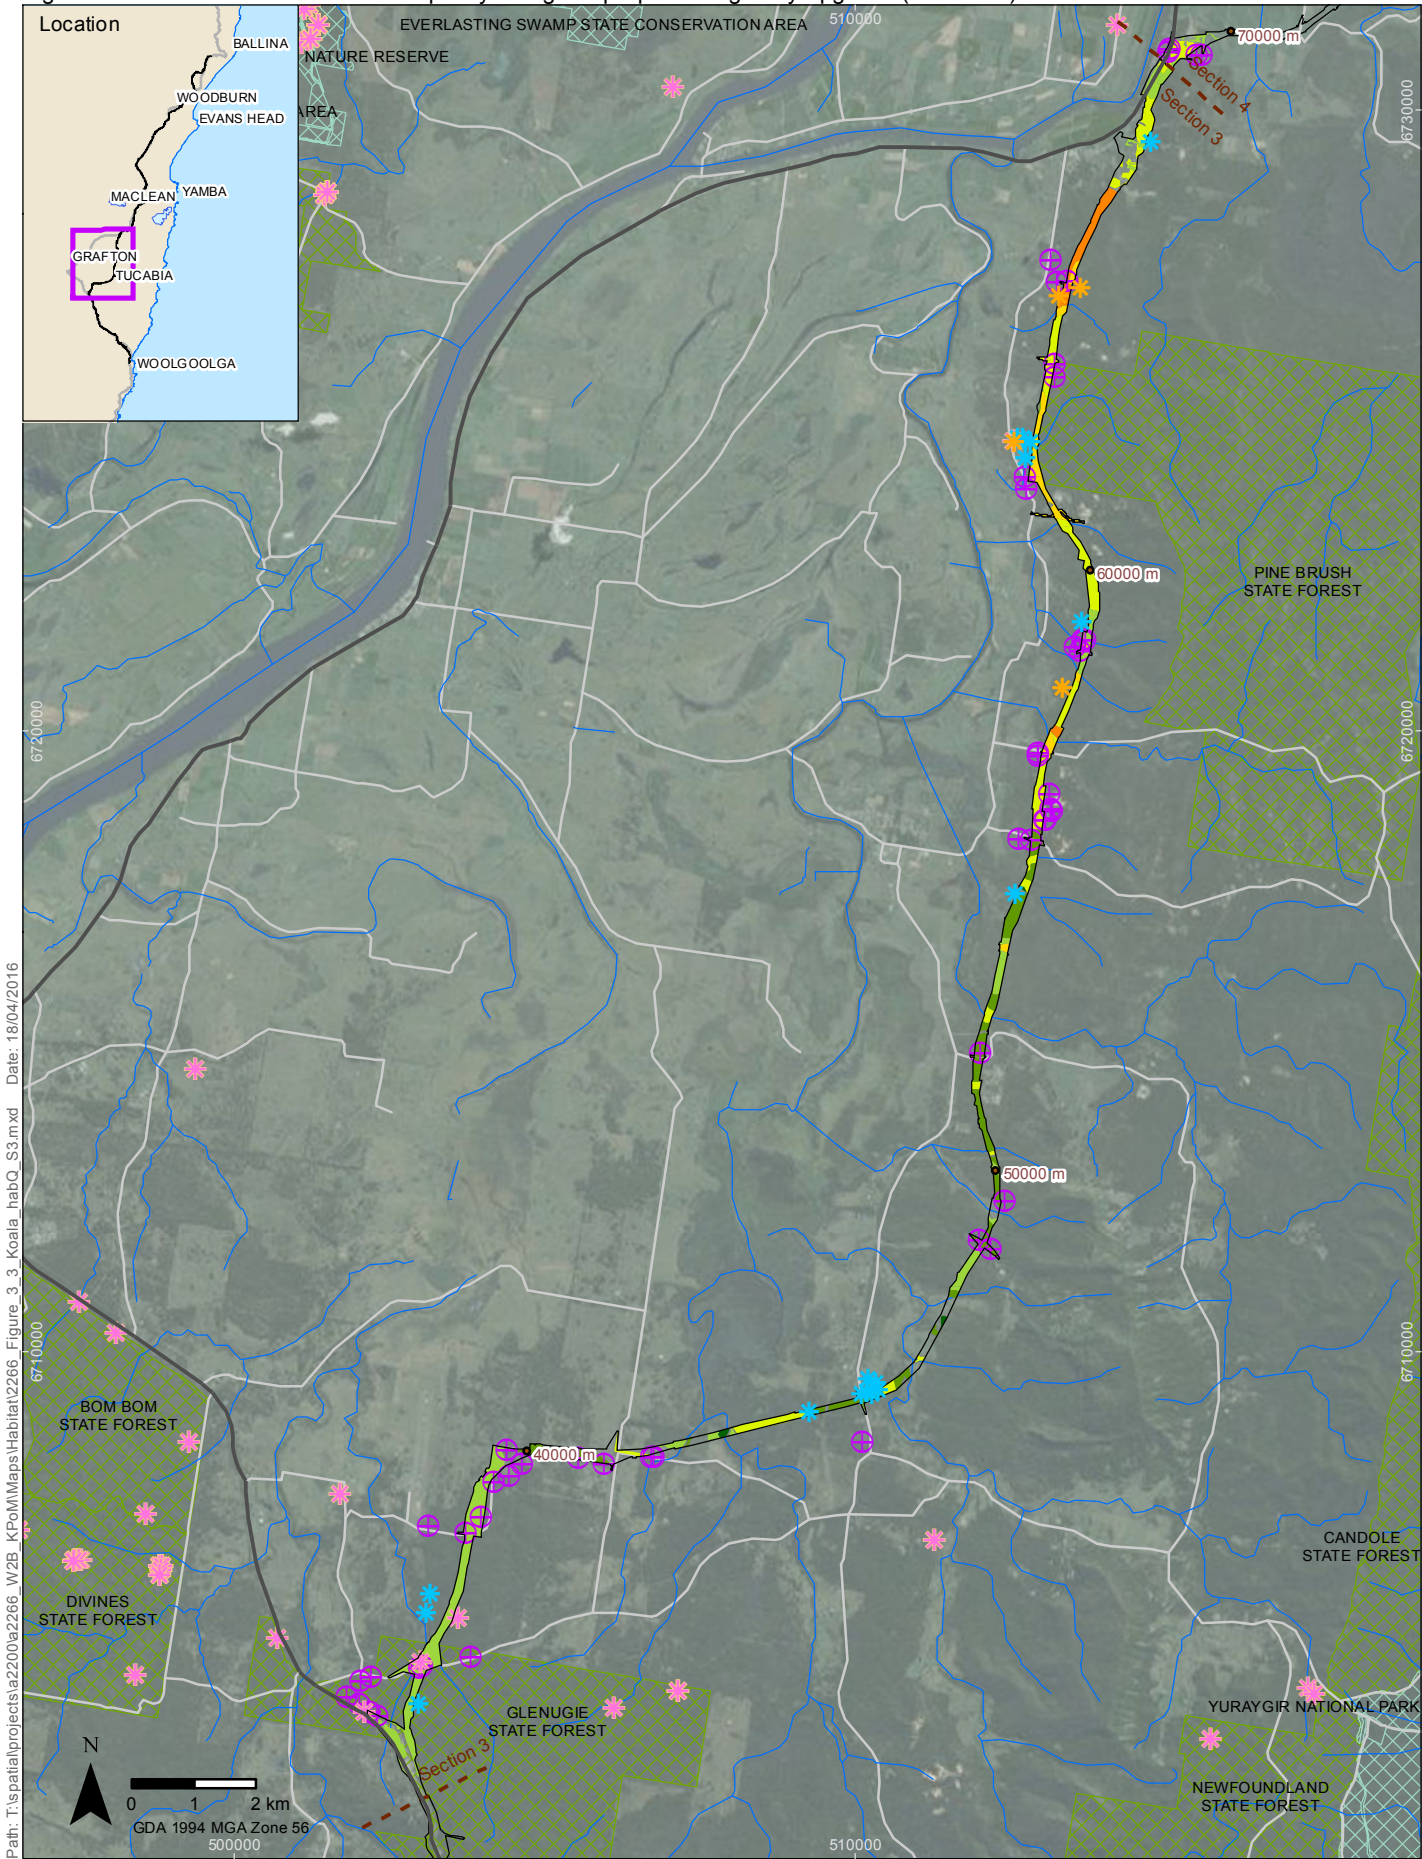 Location
BALLINA
WOODBURN
EVANS HEAD
MACLEAN
YAMBA
GRAFTON
TUCABIA
WOOLGOOLGA
EVERLASTING SWAMP STATE CONSERVATION AREA
NATURE RESERVE
AREA
510000
70000 m
Section 4
Section 3
6730000
60000 m
PINE BRUSH
STATE FOREST
6720000
6720000
50000 m
6710000
6710000
BOM BOM
STATE FOREST
40000 m
CANDOLE
STATE FOREST
DIVINES
STATE FOREST
GLENUGIE
STATE FOREST
YURAYGIR NATIONAL PARK
NEWFOUNDLAND
STATE FOREST
Section 3
N
0 1 2 km
GDA 1994 MGA Zone 56
500000
510000
Path: T:\spatial\projects\a2200\a2266_W2B_KPoM\Maps\Habitat\2266_Figure_3_3_Koala_habQ_S3.mxd Date: 18/04/2016